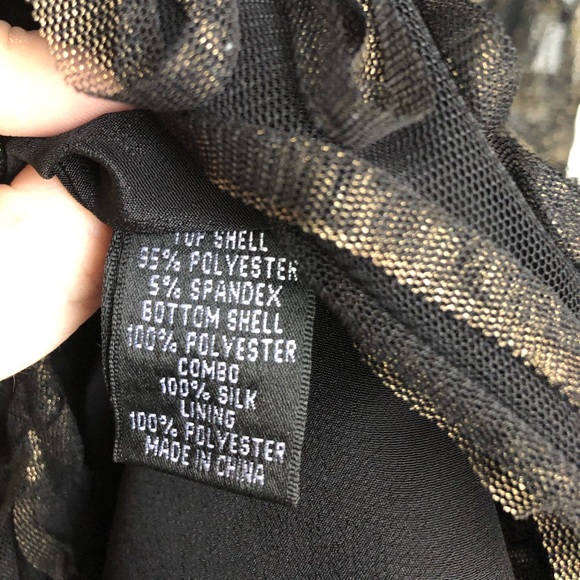 TOP SHELL
95% POLYESTER
5% SPANDEX
BOTTOM SHELL
100% POLYESTER
COMBO
100% SILK
LINING
100% POLYESTER
MADE IN CHINA